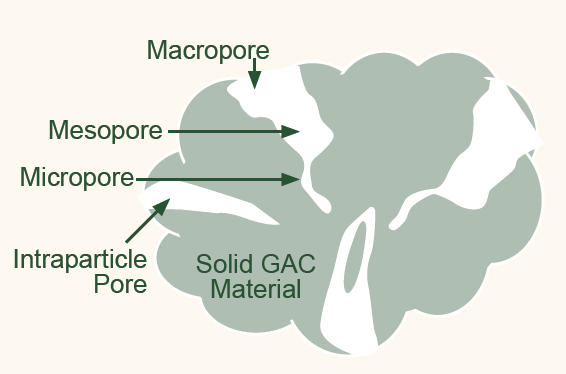 Macropore
Mesopore
Micropore
Intraparticle
Pore
Solid GAC
Material